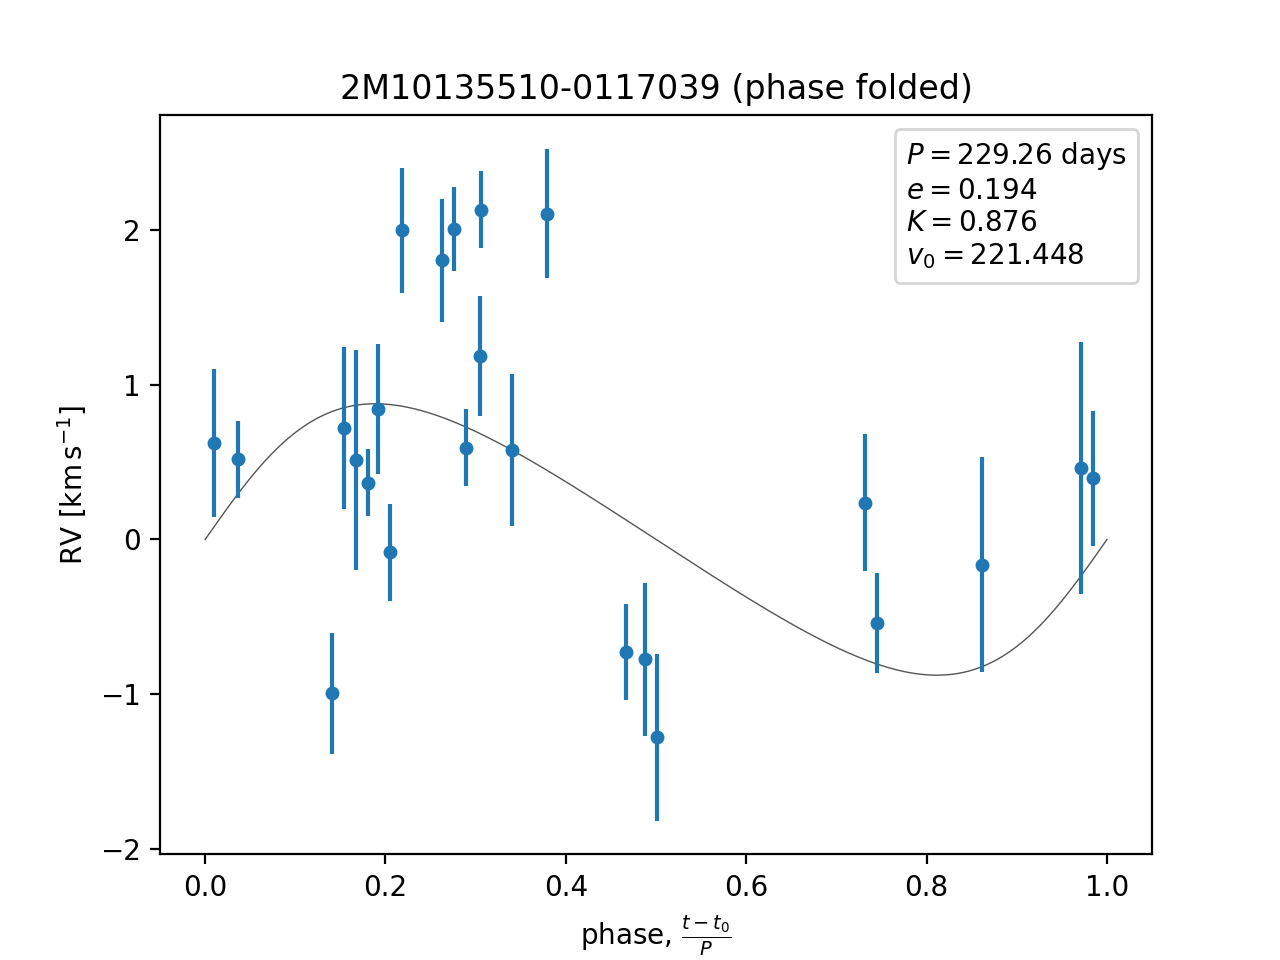 2M10135510-0117039 (phase folded)
P = 229.26 days
e = 0.194
K = 0.876
v₀ = 221.448
2
1
0
−1
−2
RV [km s⁻¹]
0.0 0.2 0.4 0.6 0.8 1.0
phase, (t − t₀)/P